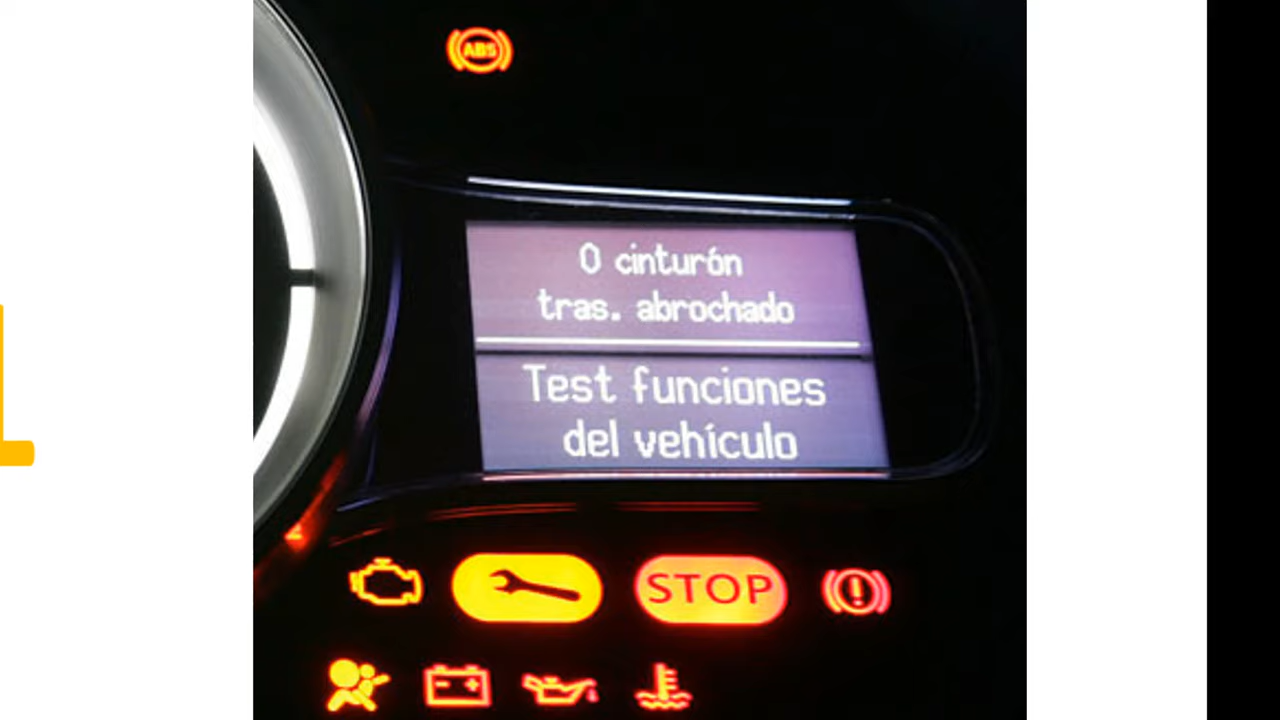 ABS
0 cinturón
tras. abrochado
Test funciones
del vehículo
STOP